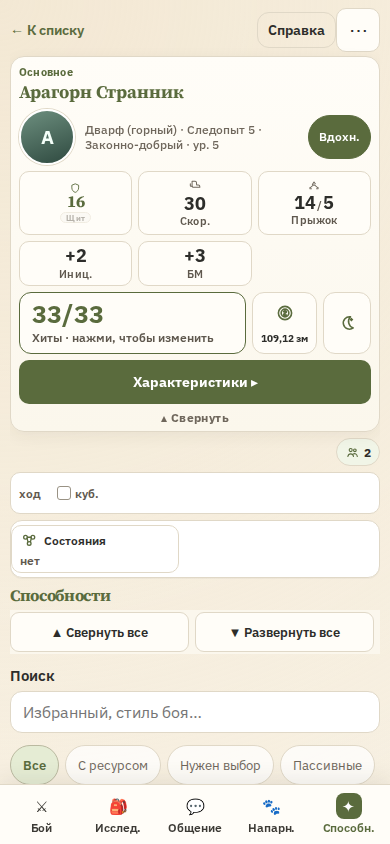 ← К списку
Справка
...
Основное
Арагорн Странник
А
Дварф (горный) · Следопыт 5 ·
Законно-добрый · ур. 5
Вдохн.
16
Щит
30
Скор.
14/5
Прыжок
+2
Иниц.
+3
БМ
33/33
Хиты · нажми, чтобы изменить
109,12 зм
Характеристики ▸
▴ Свернуть
2
ход
куб.
Состояния
нет
Способности
▲ Свернуть все
▼ Развернуть все
Поиск
Избранный, стиль боя...
Все
С ресурсом
Нужен выбор
Пассивные
Бой
Исслед.
Общение
Напарн.
Способн.